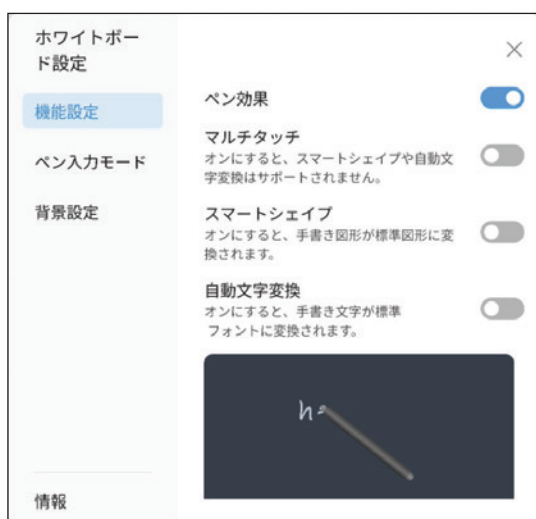 ホワイトボー
ド設定
機能設定
ペン入力モード
背景設定
情報
ペン効果
マルチタッチ
オンにすると、スマートシェイプや自動文
字変換はサポートされません。
スマートシェイプ
オンにすると、手書き図形が標準図形に変
換されます。
自動文字変換
オンにすると、手書き文字が標準
フォントに変換されます。